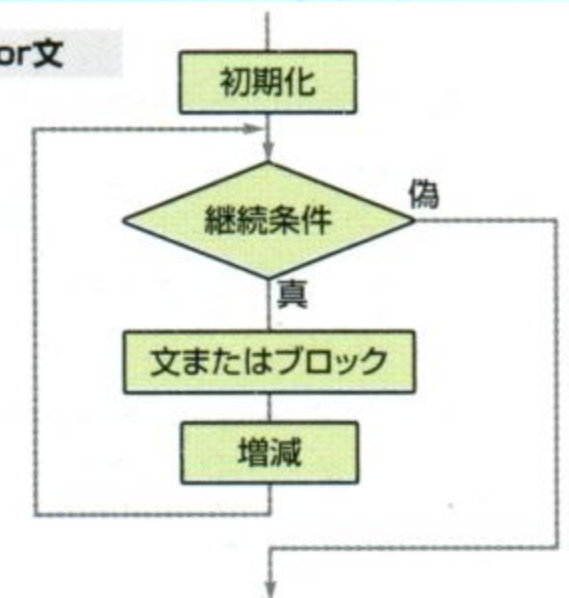 or文
初期化
継続条件
偽
真
文またはブロック
増減